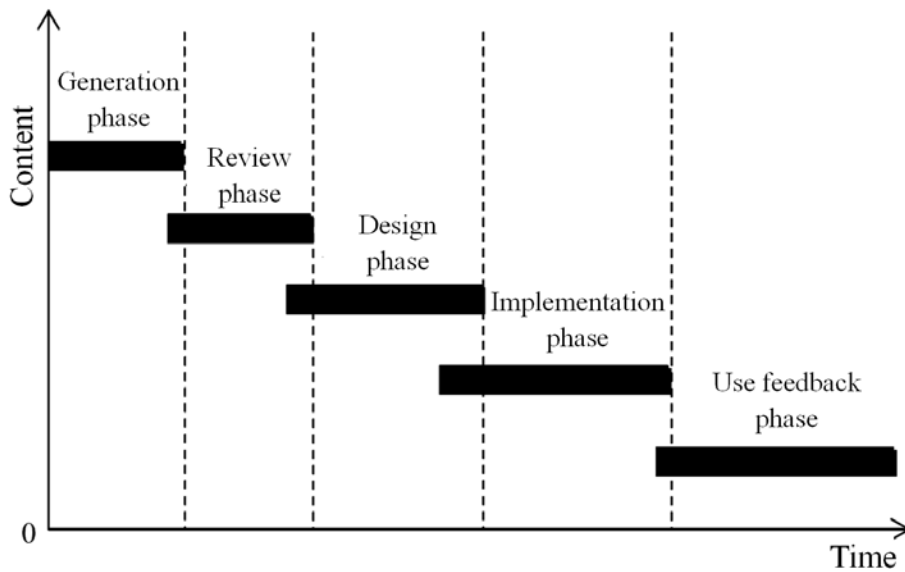 Generation
phase
Review
phase
Design
phase
Implementation
phase
Use feedback
phase
Content
0
Time